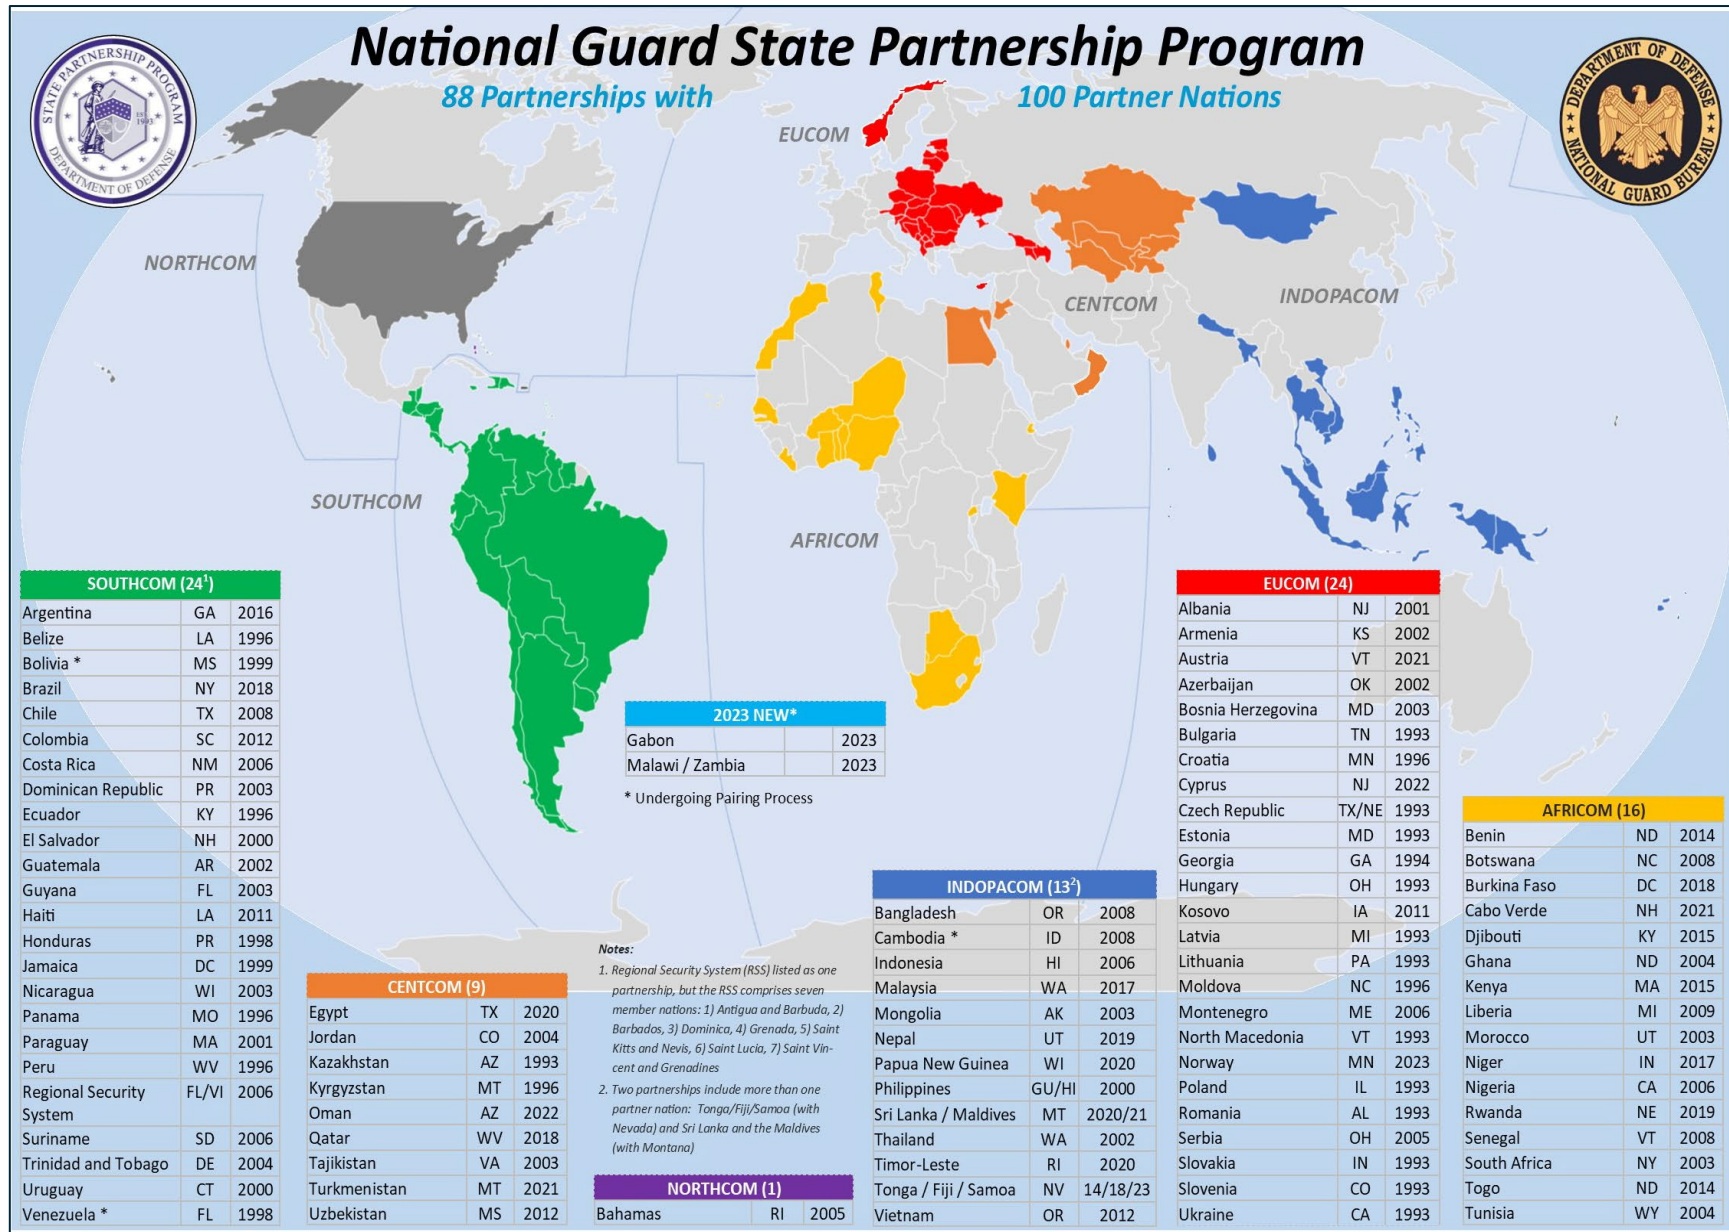 National Guard State Partnership Program
88 Partnerships with 100 Partner Nations
STATE PARTNERSHIP PROGRAM
EST 1993
DEPARTMENT OF DEFENSE
DEPARTMENT OF DEFENSE
NATIONAL GUARD BUREAU
EUCOM
NORTHCOM
CENTCOM
INDOPACOM
SOUTHCOM
AFRICOM
SOUTHCOM (24¹)
Argentina GA 2016
Belize LA 1996
Bolivia * MS 1999
Brazil NY 2018
Chile TX 2008
Colombia SC 2012
Costa Rica NM 2006
Dominican Republic PR 2003
Ecuador KY 1996
El Salvador NH 2000
Guatemala AR 2002
Guyana FL 2003
Haiti LA 2011
Honduras PR 1998
Jamaica DC 1999
Nicaragua WI 2003
Panama MO 1996
Paraguay MA 2001
Peru WV 1996
Regional Security FL/VI 2006
System
Suriname SD 2006
Trinidad and Tobago DE 2004
Uruguay CT 2000
Venezuela * FL 1998
CENTCOM (9)
Egypt TX 2020
Jordan CO 2004
Kazakhstan AZ 1993
Kyrgyzstan MT 1996
Oman AZ 2022
Qatar WV 2018
Tajikistan VA 2003
Turkmenistan MT 2021
Uzbekistan MS 2012
2023 NEW*
Gabon 2023
Malawi / Zambia 2023
* Undergoing Pairing Process
Notes:
1. Regional Security System (RSS) listed as one
partnership, but the RSS comprises seven
member nations: 1) Antigua and Barbuda, 2)
Barbados, 3) Dominica, 4) Grenada, 5) Saint
Kitts and Nevis, 6) Saint Lucia, 7) Saint Vin-
cent and Grenadines
2. Two partnerships include more than one
partner nation: Tonga/Fiji/Samoa (with
Nevada) and Sri Lanka and the Maldives
(with Montana)
NORTHCOM (1)
Bahamas RI 2005
INDOPACOM (13²)
Bangladesh OR 2008
Cambodia * ID 2008
Indonesia HI 2006
Malaysia WA 2017
Mongolia AK 2003
Nepal UT 2019
Papua New Guinea WI 2020
Philippines GU/HI 2000
Sri Lanka / Maldives MT 2020/21
Thailand WA 2002
Timor-Leste RI 2020
Tonga / Fiji / Samoa NV 14/18/23
Vietnam OR 2012
EUCOM (24)
Albania NJ 2001
Armenia KS 2002
Austria VT 2021
Azerbaijan OK 2002
Bosnia Herzegovina MD 2003
Bulgaria TN 1993
Croatia MN 1996
Cyprus NJ 2022
Czech Republic TX/NE 1993
Estonia MD 1993
Georgia GA 1994
Hungary OH 1993
Kosovo IA 2011
Latvia MI 1993
Lithuania PA 1993
Moldova NC 1996
Montenegro ME 2006
North Macedonia VT 1993
Norway MN 2023
Poland IL 1993
Romania AL 1993
Serbia OH 2005
Slovakia IN 1993
Slovenia CO 1993
Ukraine CA 1993
AFRICOM (16)
Benin ND 2014
Botswana NC 2008
Burkina Faso DC 2018
Cabo Verde NH 2021
Djibouti KY 2015
Ghana ND 2004
Kenya MA 2015
Liberia MI 2009
Morocco UT 2003
Niger IN 2017
Nigeria CA 2006
Rwanda NE 2019
Senegal VT 2008
South Africa NY 2003
Togo ND 2014
Tunisia WY 2004